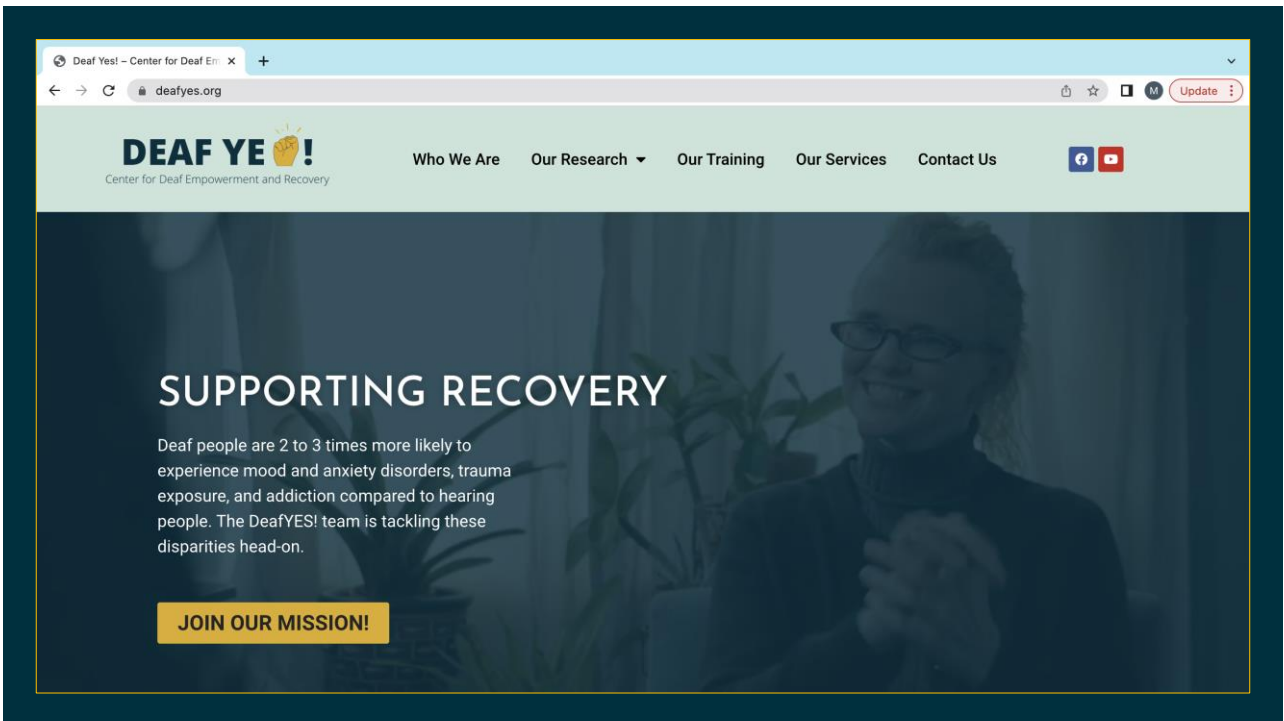 Deaf Yes! – Center for Deaf Em
deafyes.org
M
Update
DEAF YE !
Center for Deaf Empowerment and Recovery
Who We Are
Our Research
Our Training
Our Services
Contact Us
SUPPORTING RECOVERY
Deaf people are 2 to 3 times more likely to
experience mood and anxiety disorders, trauma
exposure, and addiction compared to hearing
people. The DeafYES! team is tackling these
disparities head-on.
JOIN OUR MISSION!